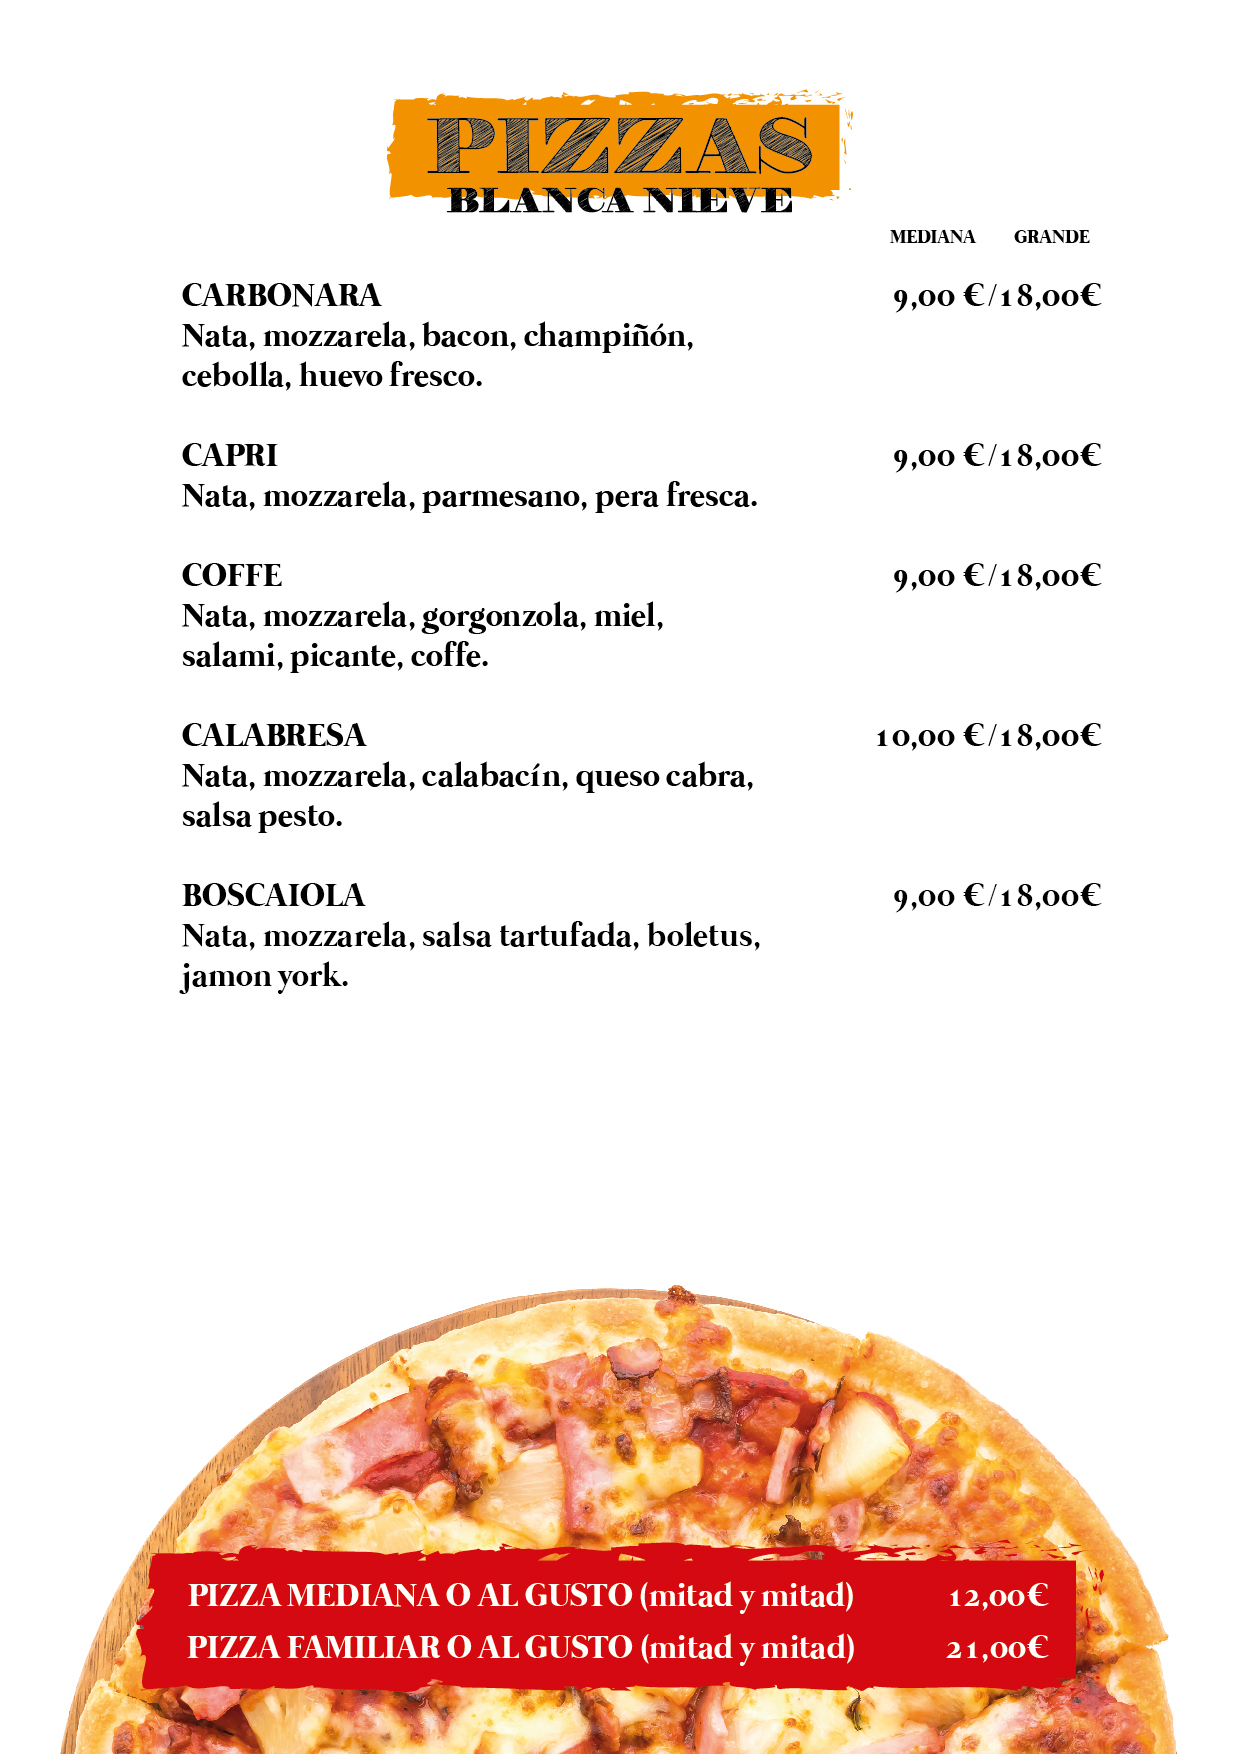 PIZZAS
BLANCA NIEVE
MEDIANA GRANDE
CARBONARA 9,00 €/18,00€
Nata, mozzarela, bacon, champiñón,
cebolla, huevo fresco.
CAPRI 9,00 €/18,00€
Nata, mozzarela, parmesano, pera fresca.
COFFE 9,00 €/18,00€
Nata, mozzarela, gorgonzola, miel,
salami, picante, coffe.
CALABRESA 10,00 €/18,00€
Nata, mozzarela, calabacín, queso cabra,
salsa pesto.
BOSCAIOLA 9,00 €/18,00€
Nata, mozzarela, salsa tartufada, boletus,
jamon york.
PIZZA MEDIANA O AL GUSTO (mitad y mitad) 12,00€
PIZZA FAMILIAR O AL GUSTO (mitad y mitad) 21,00€